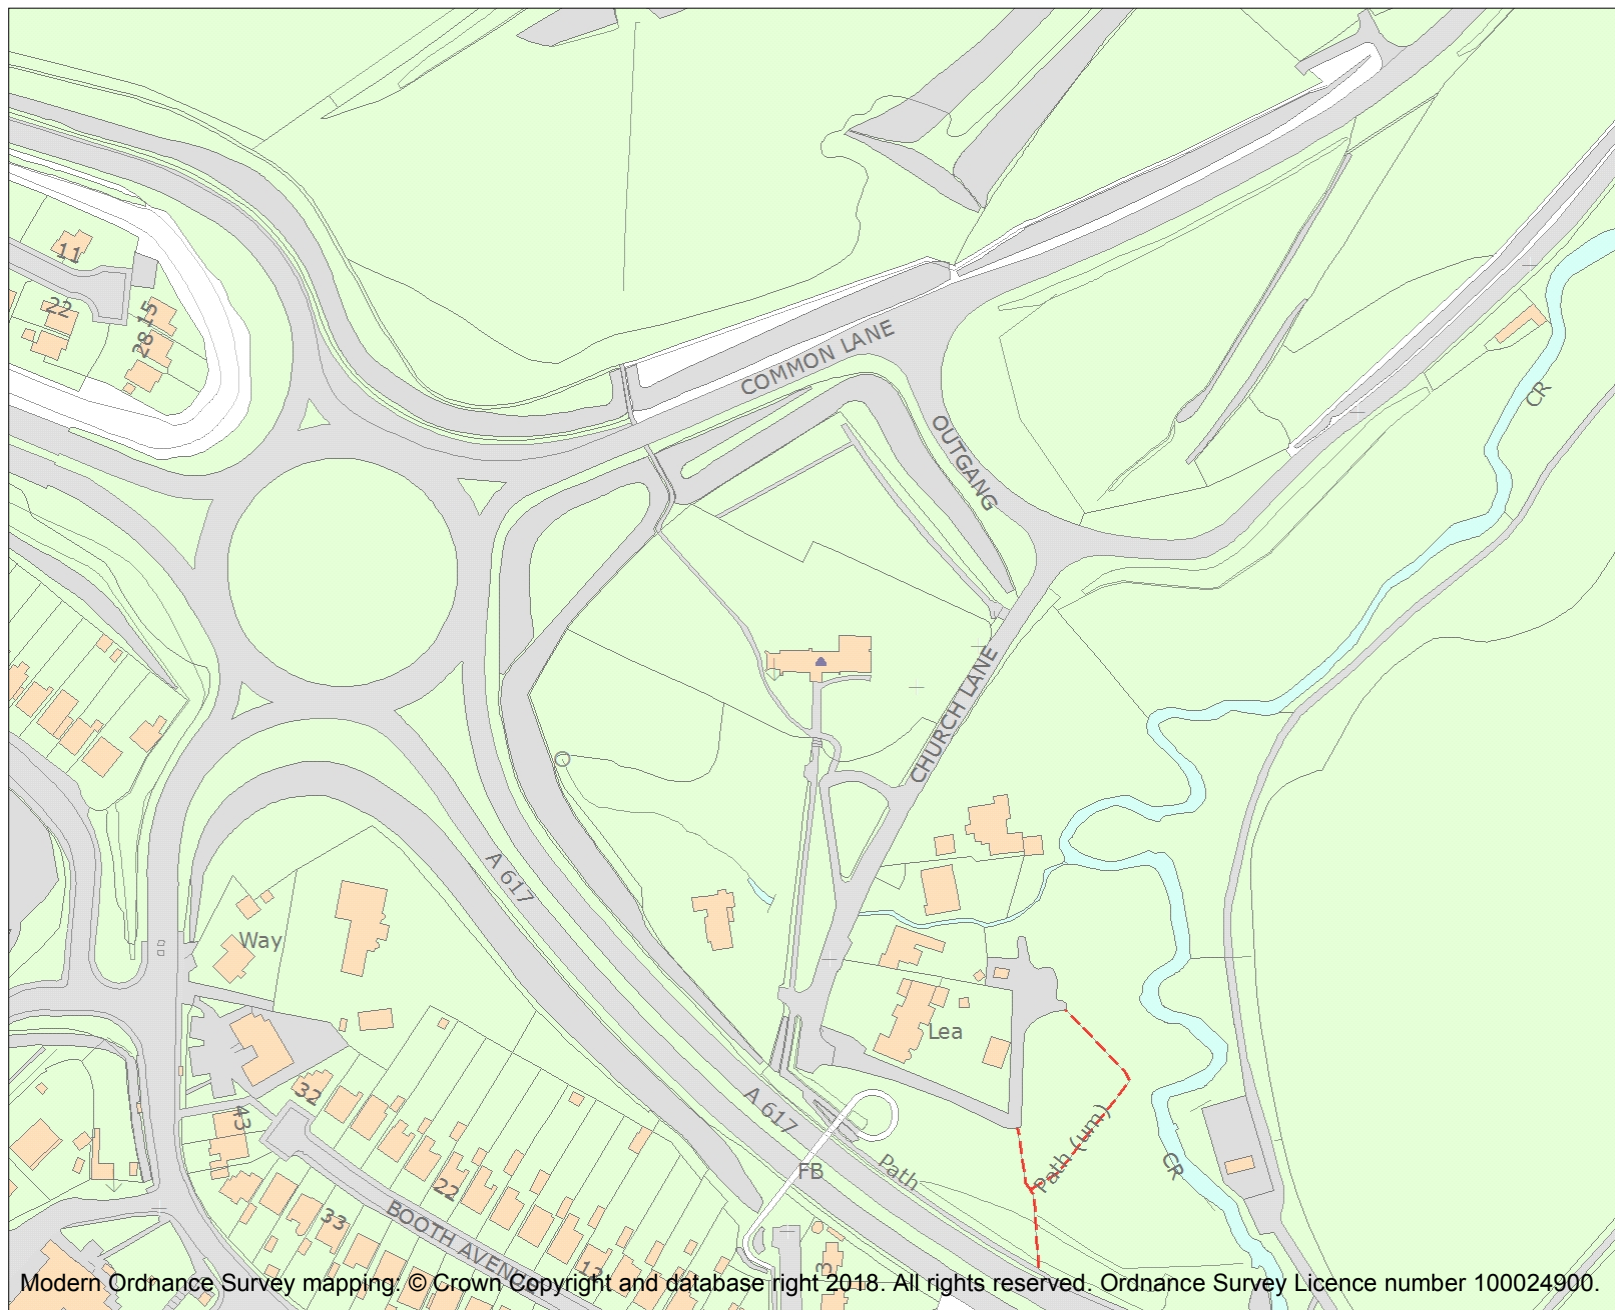 11
22
15
28
COMMON LANE
CR
OUTGANG
CHURCH LANE
A 617
Way
Lea
32
43
A 617
Path (um)
Path
FB
CR
22
33
BOOTH AVENUE
12
3
Modern Ordnance Survey mapping: © Crown Copyright and database right 2018. All rights reserved. Ordnance Survey Licence number 100024900.